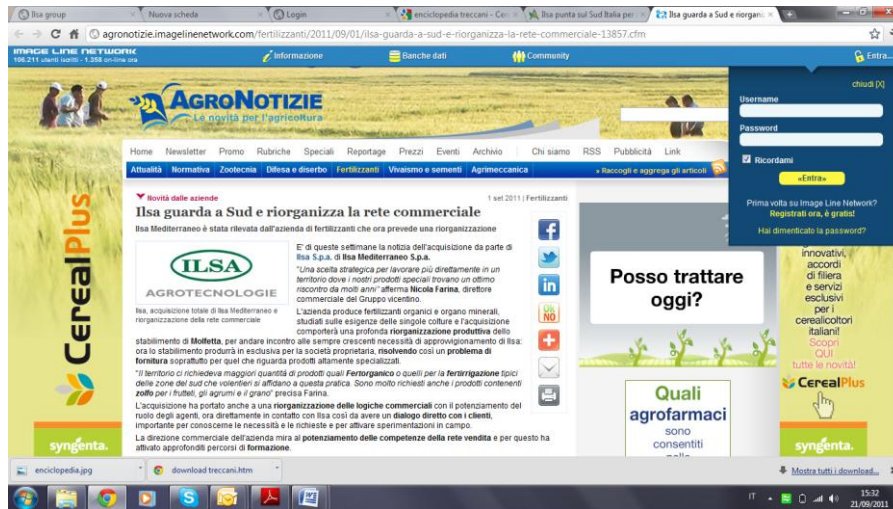 Ilsa group
Nuova scheda
Login
enciclopedia treccani - Cer
Ilsa punta sul Sud Italia per
Ilsa guarda a Sud e riorganiz
agronotizie.imagelinenetwork.com/fertilizzanti/2011/09/01/ilsa-guarda-a-sud-e-riorganizza-la-rete-commerciale-13857.cfm
IMAGE LINE NETWORK
106.211 utenti iscritti - 1.358 on-line ora
Informazione
Banche dati
Community
Entra...
chiudi [X]
Username
Password
Ricordami
»Entra»
Prima volta su Image Line Network?
Registrati ora, è gratis!
Hai dimenticato la password?
AGRONOTIZIE
Le novità per l'agricoltura
Home Newsletter Promo Rubriche Speciali Reportage Prezzi Eventi Archivio Chi siamo RSS Pubblicità Link
Attualità Normativa Zootecnia Difesa e diserbo Fertilizzanti Vivaismo e sementi Agrimeccanica » Raccogli e aggrega gli articoli
Novità dalle aziende
1 set 2011 | Fertilizzanti
Ilsa guarda a Sud e riorganizza la rete commerciale
Ilsa Mediterraneo è stata rilevata dall'azienda di fertilizzanti che ora prevede una riorganizzazione
ILSA
AGROTECNOLOGIE
Ilsa, acquisizione totale di Ilsa Mediterraneo e
riorganizzazione della rete commerciale
E' di queste settimane la notizia dell'acquisizione da parte di
Ilsa S.p.a. di Ilsa Mediterraneo S.p.a.
"Una scelta strategica per lavorare più direttamente in un
territorio dove i nostri prodotti speciali trovano un ottimo
riscontro da molti anni" afferma Nicola Farina, direttore
commerciale del Gruppo vicentino.
L'azienda produce fertilizzanti organici e organo minerali,
studiati sulle esigenze delle singole colture e l'acquisizione
comporterà una profonda riorganizzazione produttiva dello
stabilimento di Molfetta, per andare incontro alle sempre crescenti necessità di approvvigionamento di Ilsa:
ora lo stabilimento produrrà in esclusiva per la società proprietaria, risolvendo così un problema di
fornitura soprattutto per quel che riguarda prodotti altamente specializzati.
"Il territorio ci richiedeva maggiori quantità di prodotti quali Fertorganico o quelli per la fertirrigazione tipici
delle zone del sud che volentieri si affidano a questa pratica. Sono molto richiesti anche i prodotti contenenti
zolfo per i frutteti, gli agrumi e il grano" precisa Farina.
L'acquisizione ha portato anche a una riorganizzazione delle logiche commerciali con il potenziamento del
ruolo degli agenti, ora direttamente in contatto con Ilsa così da avere un dialogo diretto con i clienti,
importante per conoscerne le necessità e le richieste e per attivare sperimentazioni in campo.
La direzione commerciale dell'azienda mira al potenziamento delle competenze della rete vendita e per questo ha
attivato approfonditi percorsi di formazione.
OK
NO
Posso trattare
oggi?
Quali
agrofarmaci
sono
consentiti
CerealPlus
syngenta.
innovativi,
accordi
di filiera
e servizi
esclusivi
per i
cerealicoltori
italiani!
Scopri
QUI
tutte le novità!
CerealPlus
syngenta.
enciclopedia.jpg
download treccani.htm
Mostra tutti i download...
IT
15:32
21/09/2011